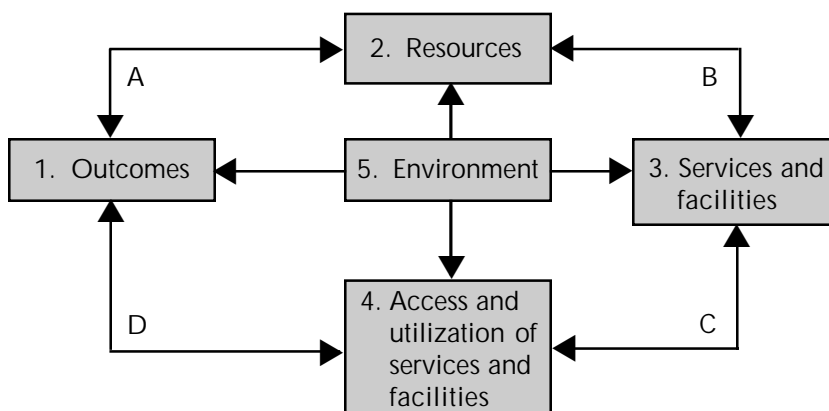 2. Resources
A
B
1. Outcomes
5. Environment
3. Services and
facilities
4. Access and
utilization of
services and
facilities
D
C